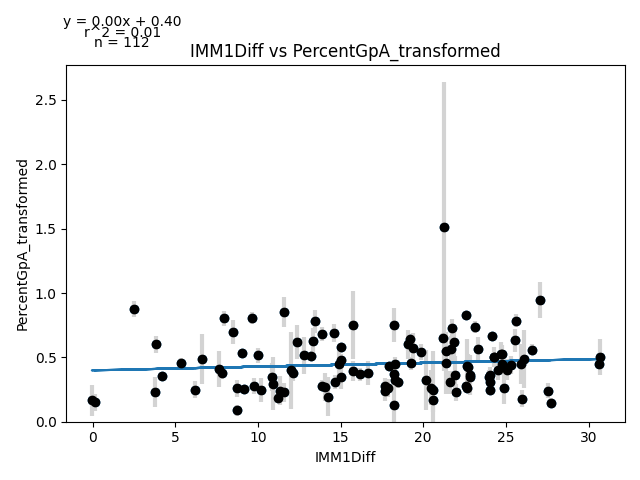 y = 0.00x + 0.40
r^2 = 0.01
n = 112
IMM1Diff vs PercentGpA_transformed
PercentGpA_transformed
2.5
2.0
1.5
1.0
0.5
0.0
0 5 10 15 20 25 30
IMM1Diff